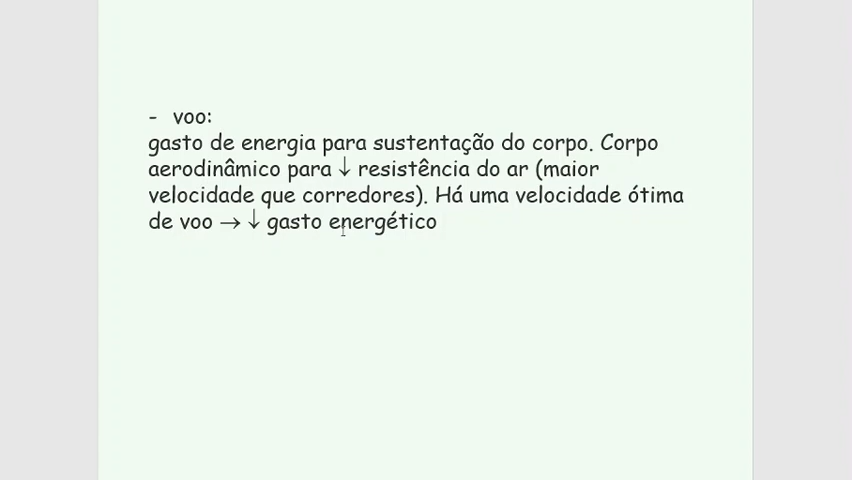 - voo:
gasto de energia para sustentação do corpo. Corpo
aerodinâmico para ↓ resistência do ar (maior
velocidade que corredores). Há uma velocidade ótima
de voo → ↓ gasto energético